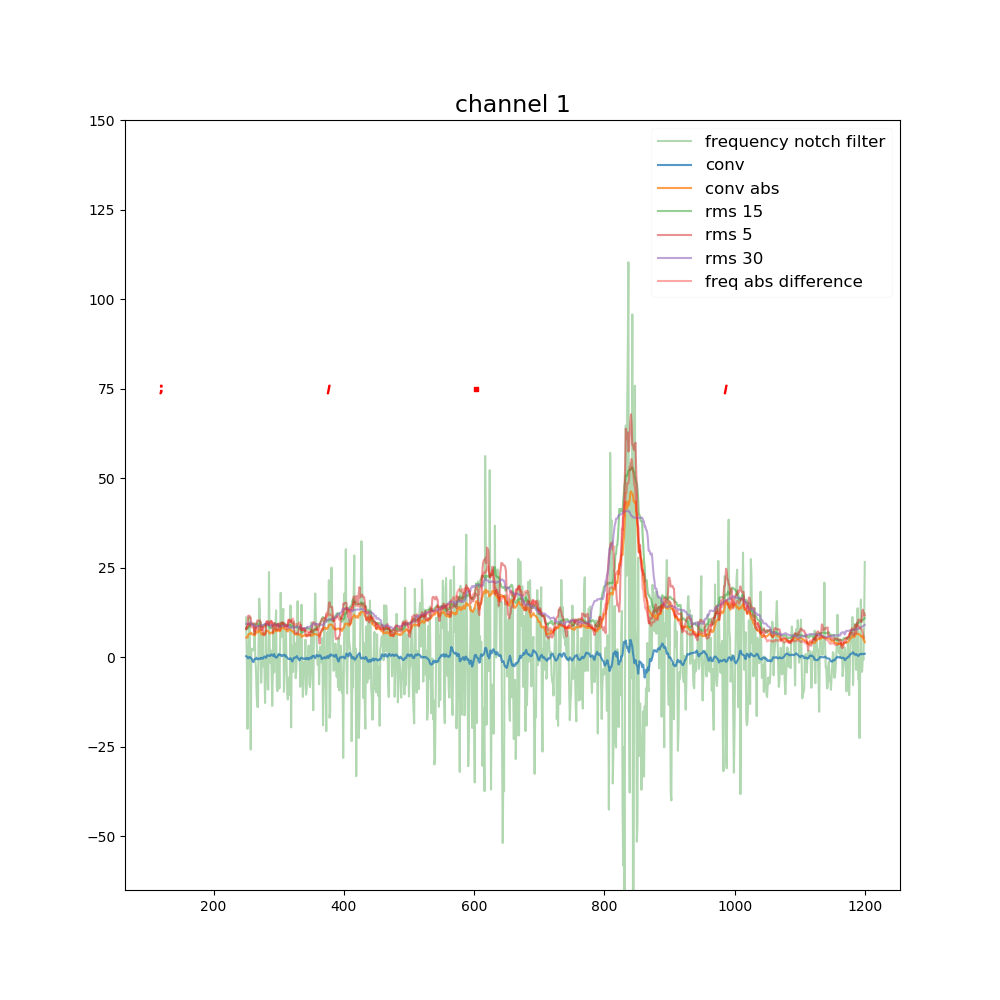 channel 1
150
125
100
75
50
25
0
−25
−50
frequency notch filter
conv
conv abs
rms 15
rms 5
rms 30
freq abs difference
; / . /
200 400 600 800 1000 1200